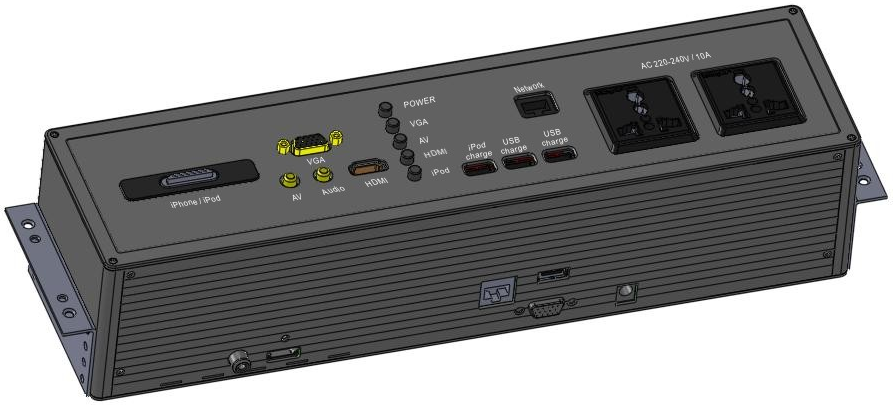 AC 220-240V / 10A
Network
POWER
VGA
AV
HDMI
iPod
iPod
charge
USB
charge
USB
charge
VGA
AV
Audio
HDMI
iPhone / iPod